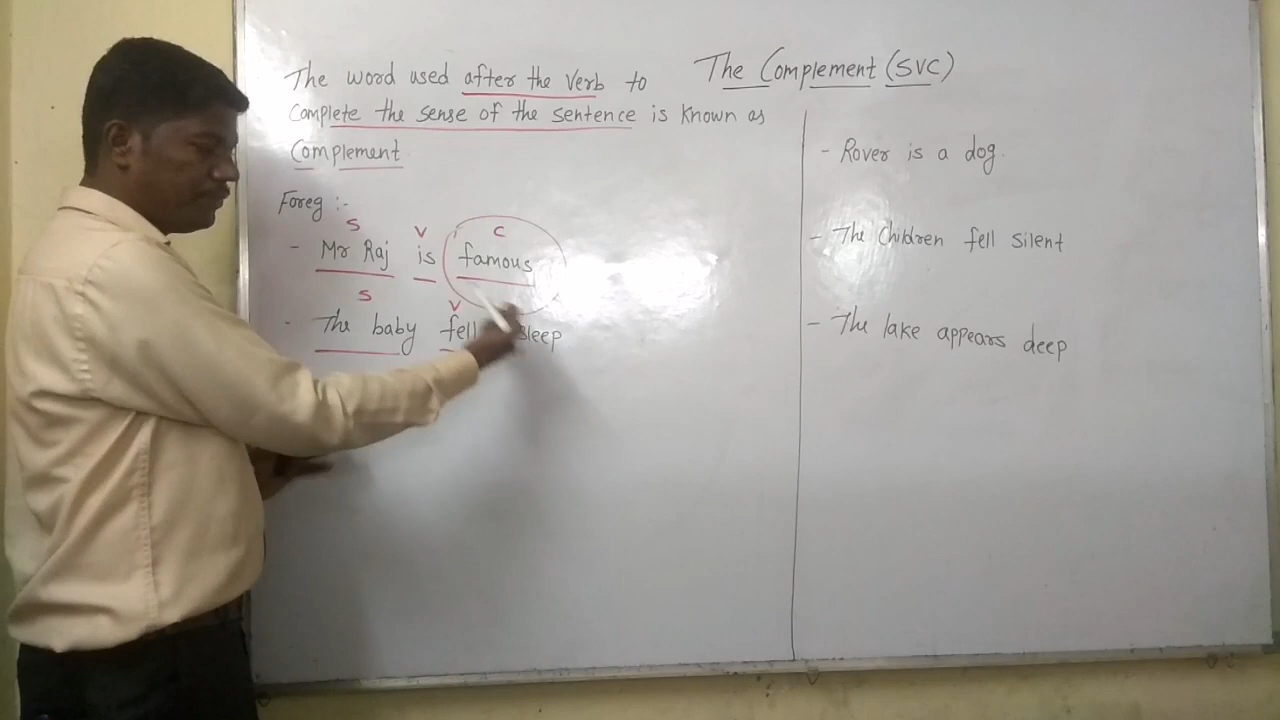 The Complement (SVC)
The word used after the verb to
Complete the sense of the sentence is known as
Complement.
Foreg :-
S V C
- Mr Raj is famous
S V
- The baby fell sleep
- Rover is a dog.
- The children fell silent
- The lake appears deep